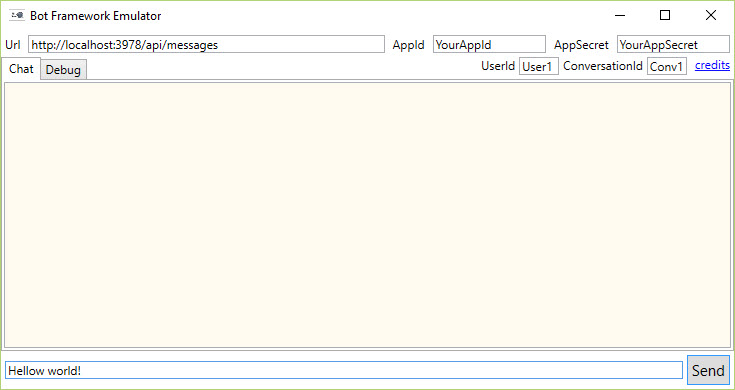 Bot Framework Emulator
Url http://localhost:3978/api/messages AppId YourAppId AppSecret YourAppSecret
Chat Debug UserId User1 ConversationId Conv1 credits
Hellow world! Send